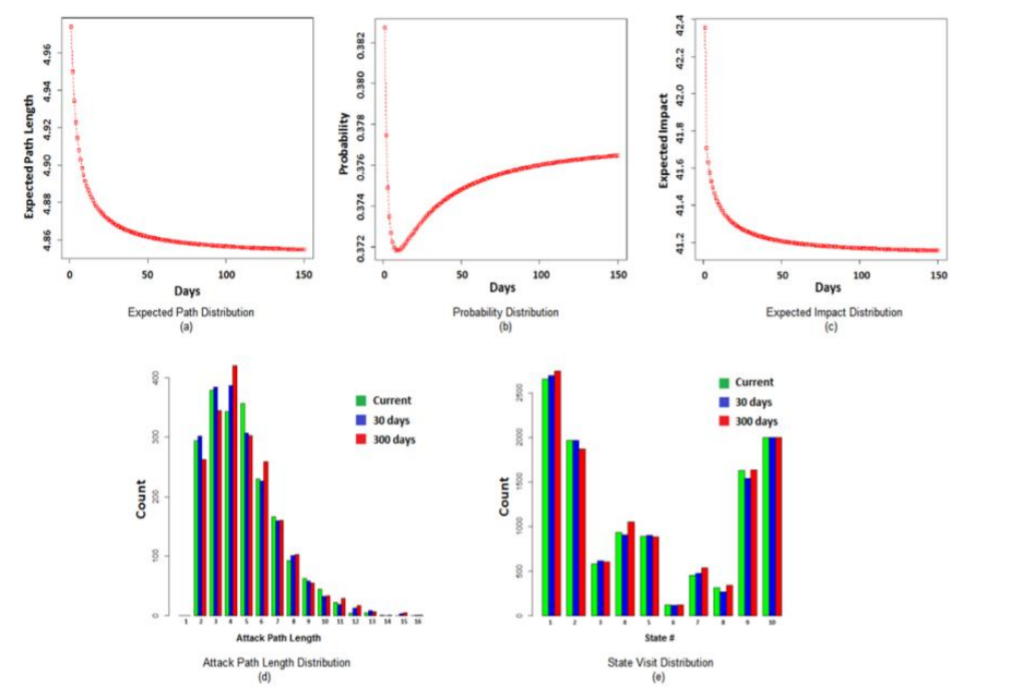 4.96
4.94
4.92
4.90
4.88
4.86
Expected Path Length
0 50 100 150
Days
Expected Path Distribution
(a)
0.382
0.380
0.378
0.376
0.374
0.372
Probability
0 50 100 150
Days
Probability Distribution
(b)
42.4
42.2
42.0
41.8
41.6
41.4
41.2
Expected Impact
0 50 100 150
Days
Expected Impact Distribution
(c)
400
300
200
100
0
Count
Current
30 days
300 days
1 2 3 4 5 6 7 8 9 10 11 12 13 14 15 16
Attack Path Length
Attack Path Length Distribution
(d)
2500
2000
1500
1000
500
0
Count
Current
30 days
300 days
1 2 3 4 5 6 7 8 9 10
State #
State Visit Distribution
(e)